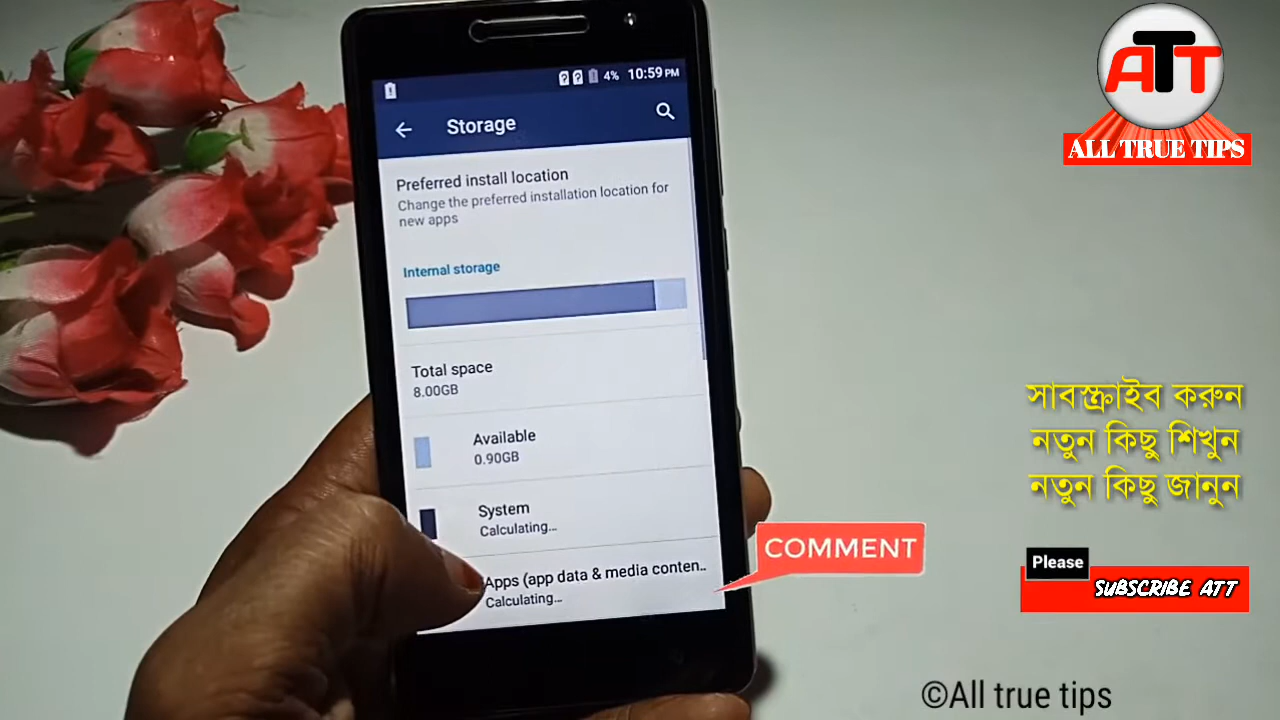 4% 10:59 PM
Storage
Preferred install location
Change the preferred installation location for
new apps
Internal storage
Total space
8.00GB
Available
0.90GB
System
Calculating...
Apps (app data & media conten..
Calculating...
ATT
ALL TRUE TIPS
সাবস্ক্রাইব করুন
নতুন কিছু শিখুন
নতুন কিছু জানুন
COMMENT
Please
SUBSCRIBE ATT
©All true tips